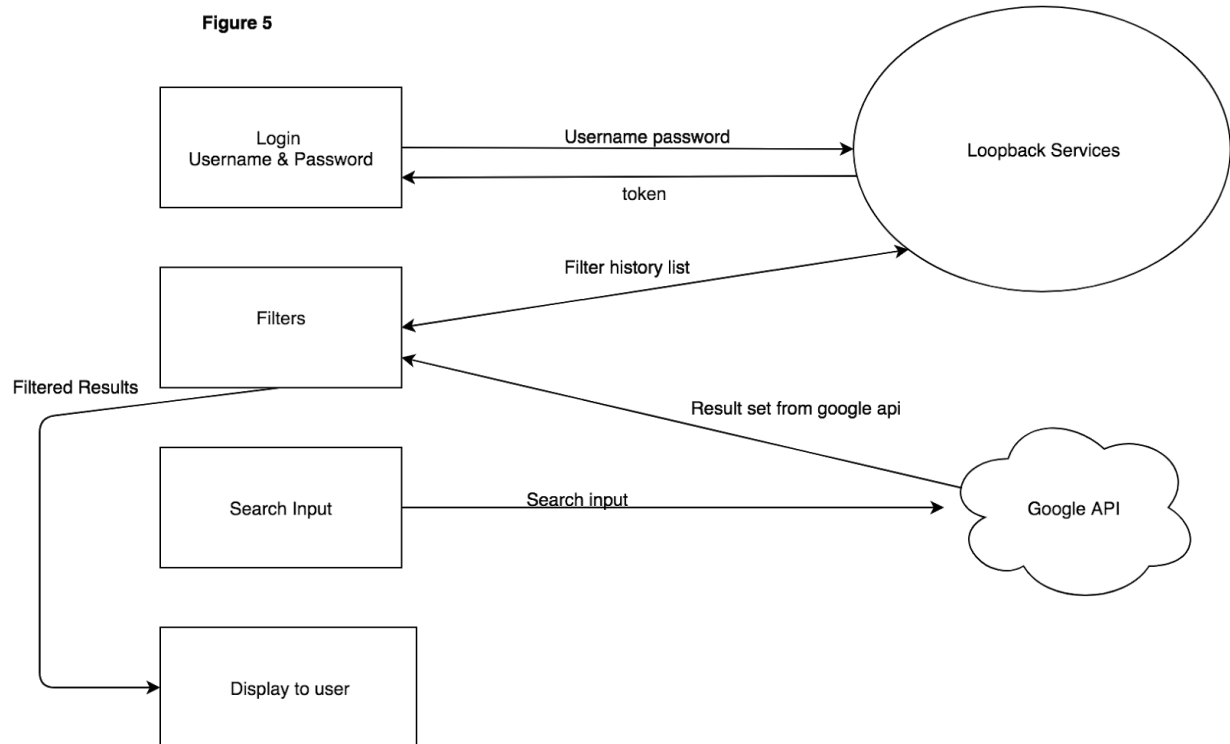 Figure 5
Login
Username & Password
Username password
token
Loopback Services
Filter history list
Filters
Filtered Results
Result set from google api
Search Input
Search input
Google API
Display to user